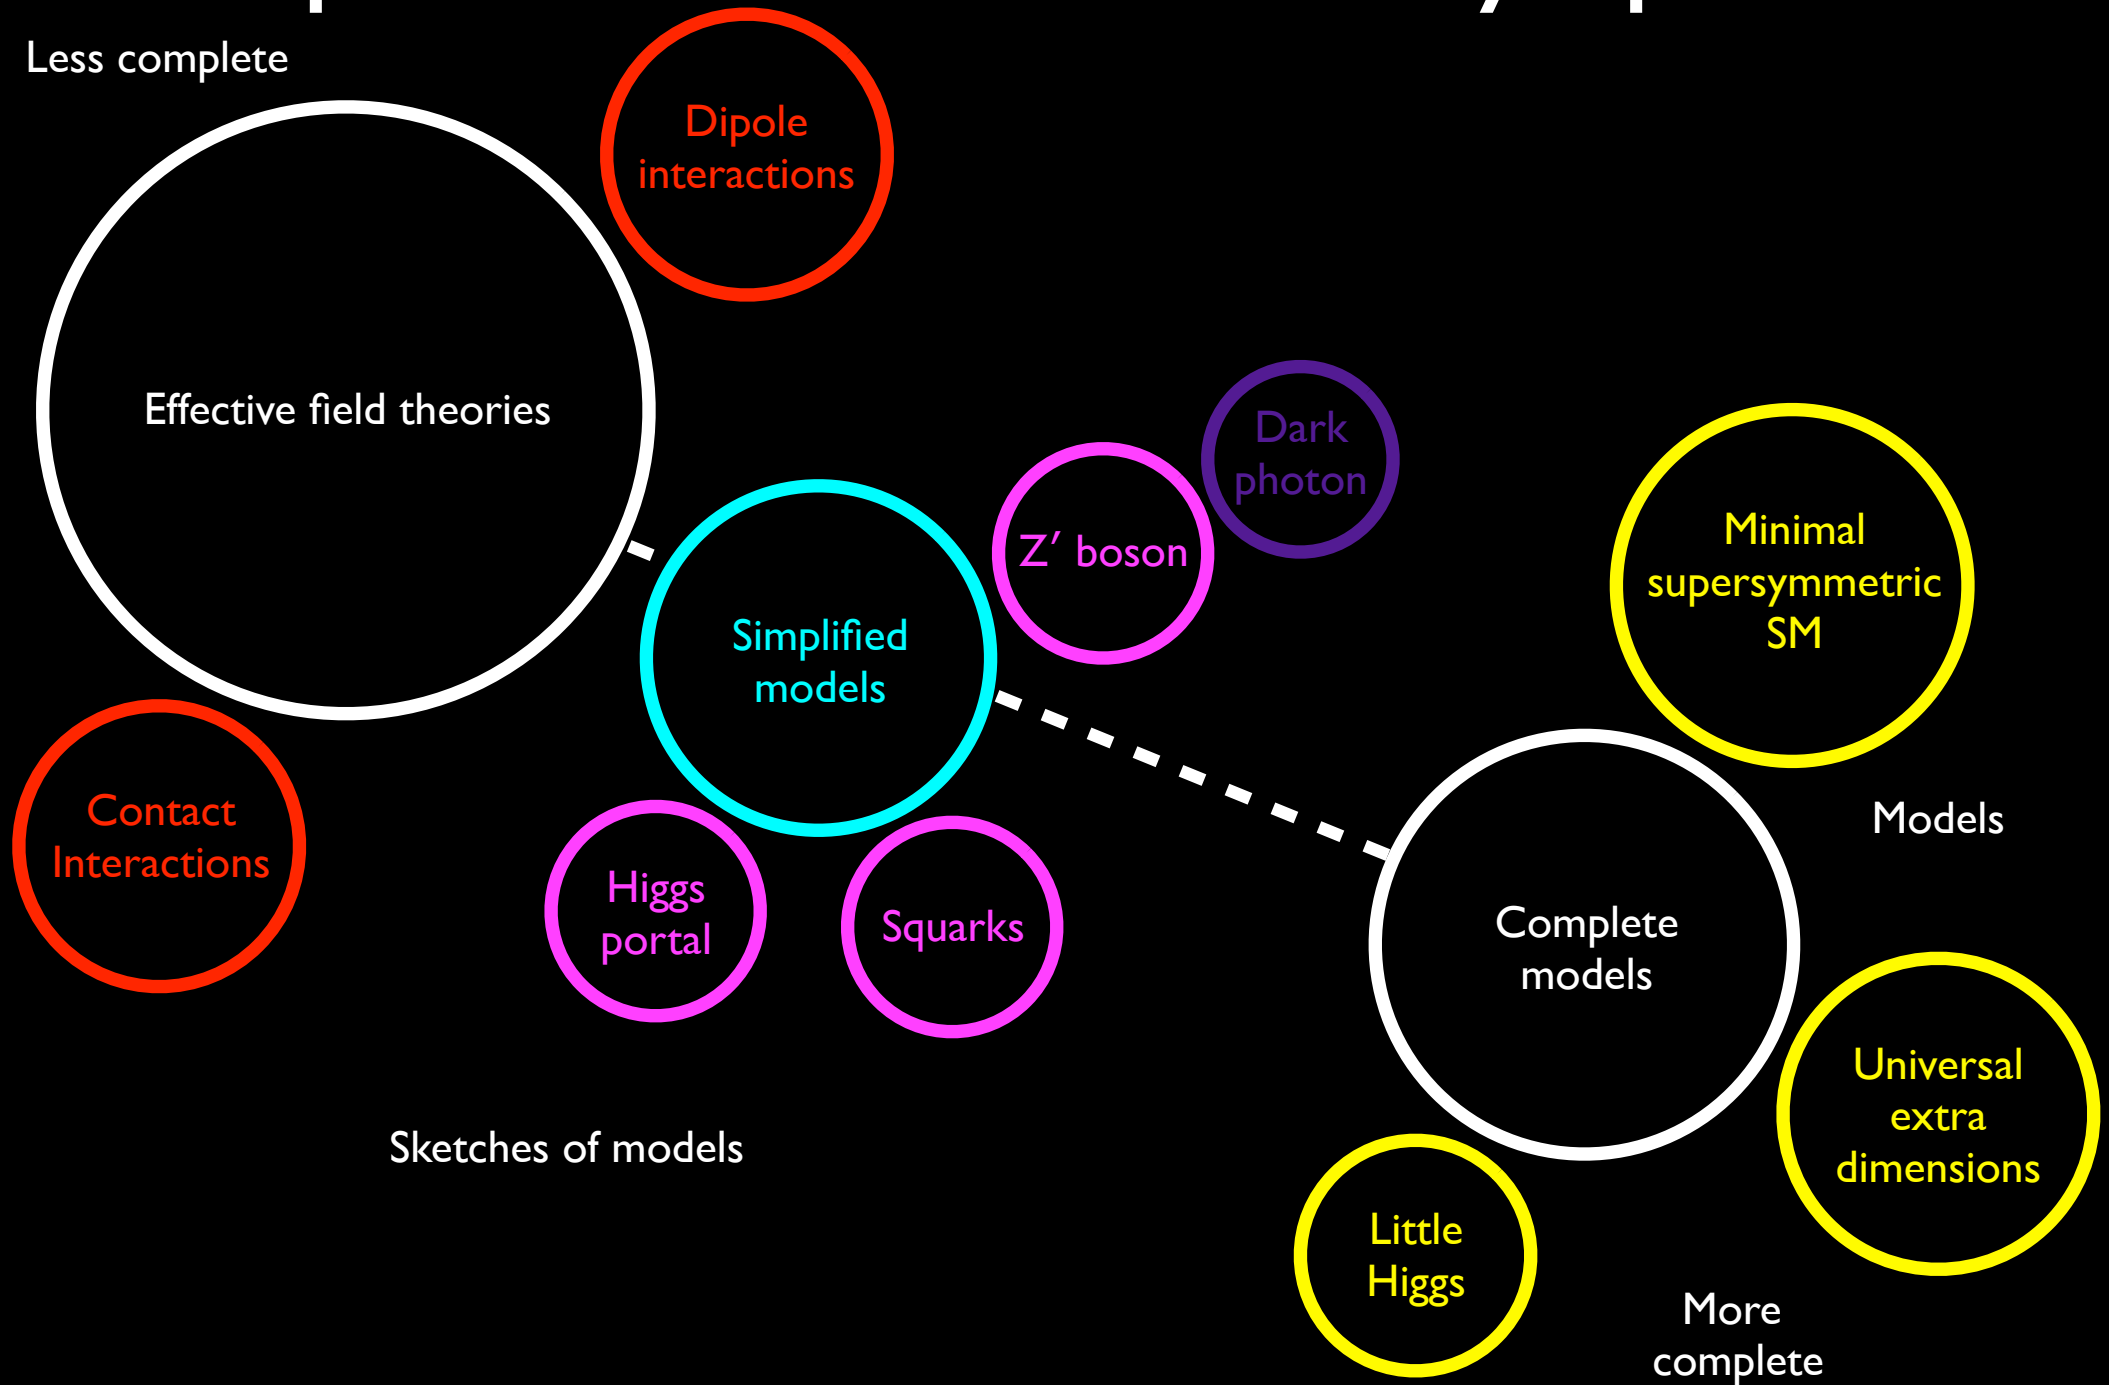 Less complete
Dipole
interactions
Effective field theories
Dark
photon
Z′ boson
Minimal
supersymmetric
SM
Simplified
models
Contact
Interactions
Higgs
portal
Squarks
Models
Complete
models
Universal
extra
dimensions
Sketches of models
Little
Higgs
More
complete